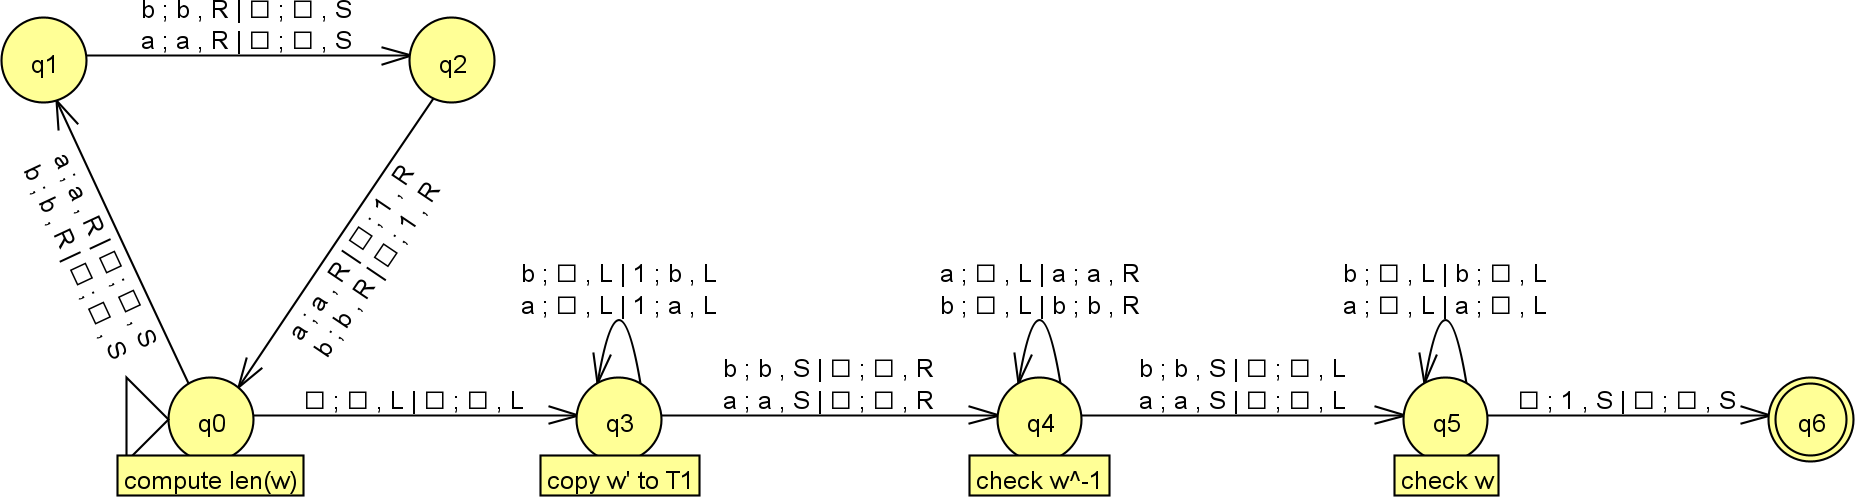 b ; b , R | □ ; □ , S
a ; a , R | □ ; □ , S
q1
q2
a ; a , R | □ ; □ , S
b ; b , R | □ ; □ , S
a ; a , R | □ ; 1 , R
b ; b , R | □ ; 1 , R
b ; □ , L | 1 ; b , L
a ; □ , L | 1 ; a , L
a ; □ , L | a ; a , R
b ; □ , L | b ; b , R
b ; □ , L | b ; □ , L
a ; □ , L | a ; □ , L
□ ; □ , L | □ ; □ , L
b ; b , S | □ ; □ , R
a ; a , S | □ ; □ , R
b ; b , S | □ ; □ , L
a ; a , S | □ ; □ , L
□ ; 1 , S | □ ; □ , S
q0
q3
q4
q5
q6
compute len(w)
copy w' to T1
check w^-1
check w